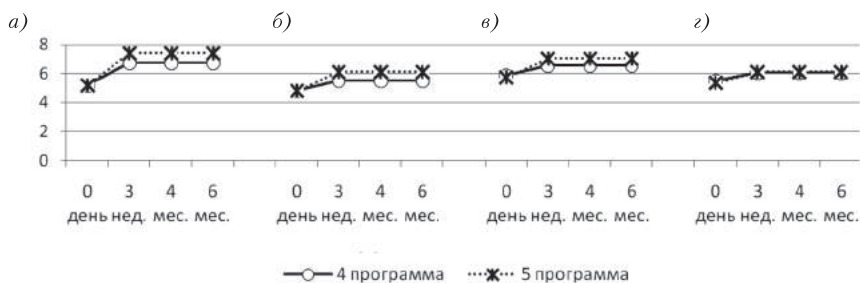 а) б) в) г)
8
6
4
2
0
0 3 4 6 0 3 4 6 0 3 4 6 0 3 4 6
день нед. мес. мес. день нед. мес. мес. день нед. мес. мес. день нед. мес. мес.
4 программа 5 программа